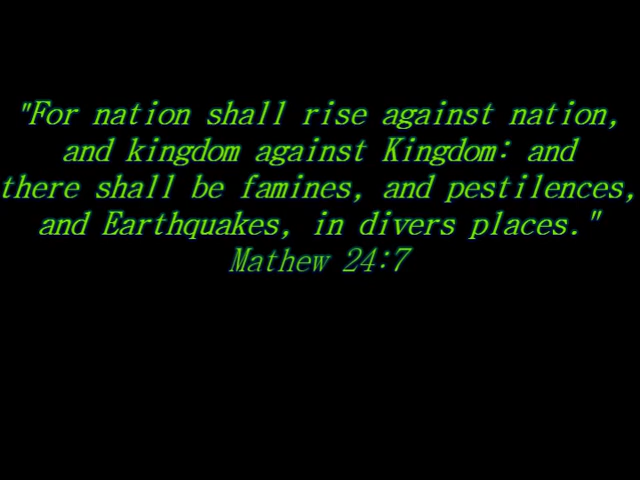 "For nation shall rise against nation,
and kingdom against Kingdom: and
there shall be famines, and pestilences,
and Earthquakes, in divers places."
Mathew 24:7